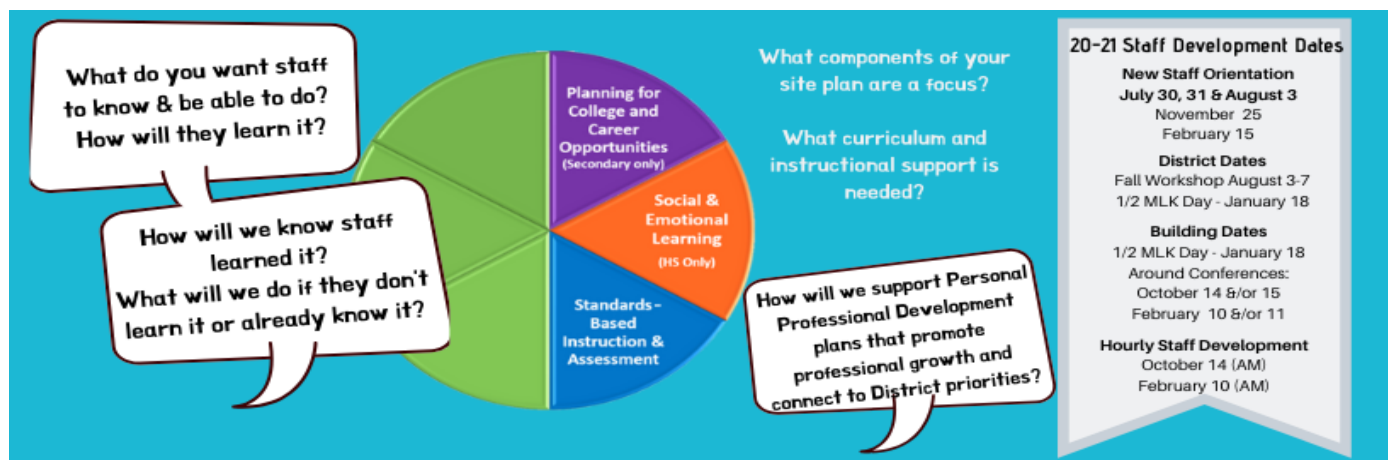 What do you want staff
to know & be able to do?
How will they learn it?
How will we know staff
learned it?
What will we do if they don't
learn it or already know it?
Planning for
College and
Career
Opportunities
(Secondary only)
Social &
Emotional
Learning
(HS Only)
Standards-
Based
Instruction &
Assessment
What components of your
site plan are a focus?
What curriculum and
instructional support is
needed?
How will we support Personal
Professional Development
plans that promote
professional growth and
connect to District priorities?
20-21 Staff Development Dates
New Staff Orientation
July 30, 31 & August 3
November 25
February 15
District Dates
Fall Workshop August 3-7
1/2 MLK Day - January 18
Building Dates
1/2 MLK Day - January 18
Around Conferences:
October 14 &/or 15
February 10 &/or 11
Hourly Staff Development
October 14 (AM)
February 10 (AM)